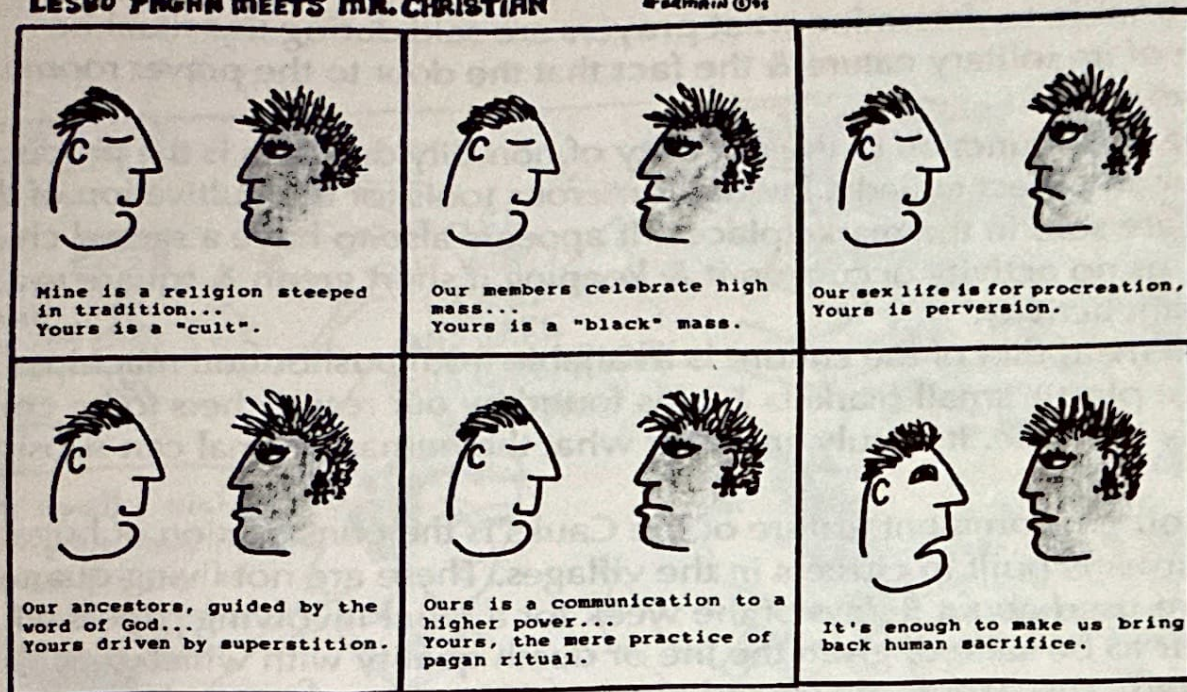 LESBO PAGAN MEETS MR. CHRISTIAN
Mine is a religion steeped
in tradition...
Yours is a "cult".
Our members celebrate high
mass...
Yours is a "black" mass.
Our sex life is for procreation,
Yours is perversion.
Our ancestors, guided by the
word of God...
Yours driven by superstition.
Ours is a communication to a
higher power...
Yours, the mere practice of
pagan ritual.
It's enough to make us bring
back human sacrifice.